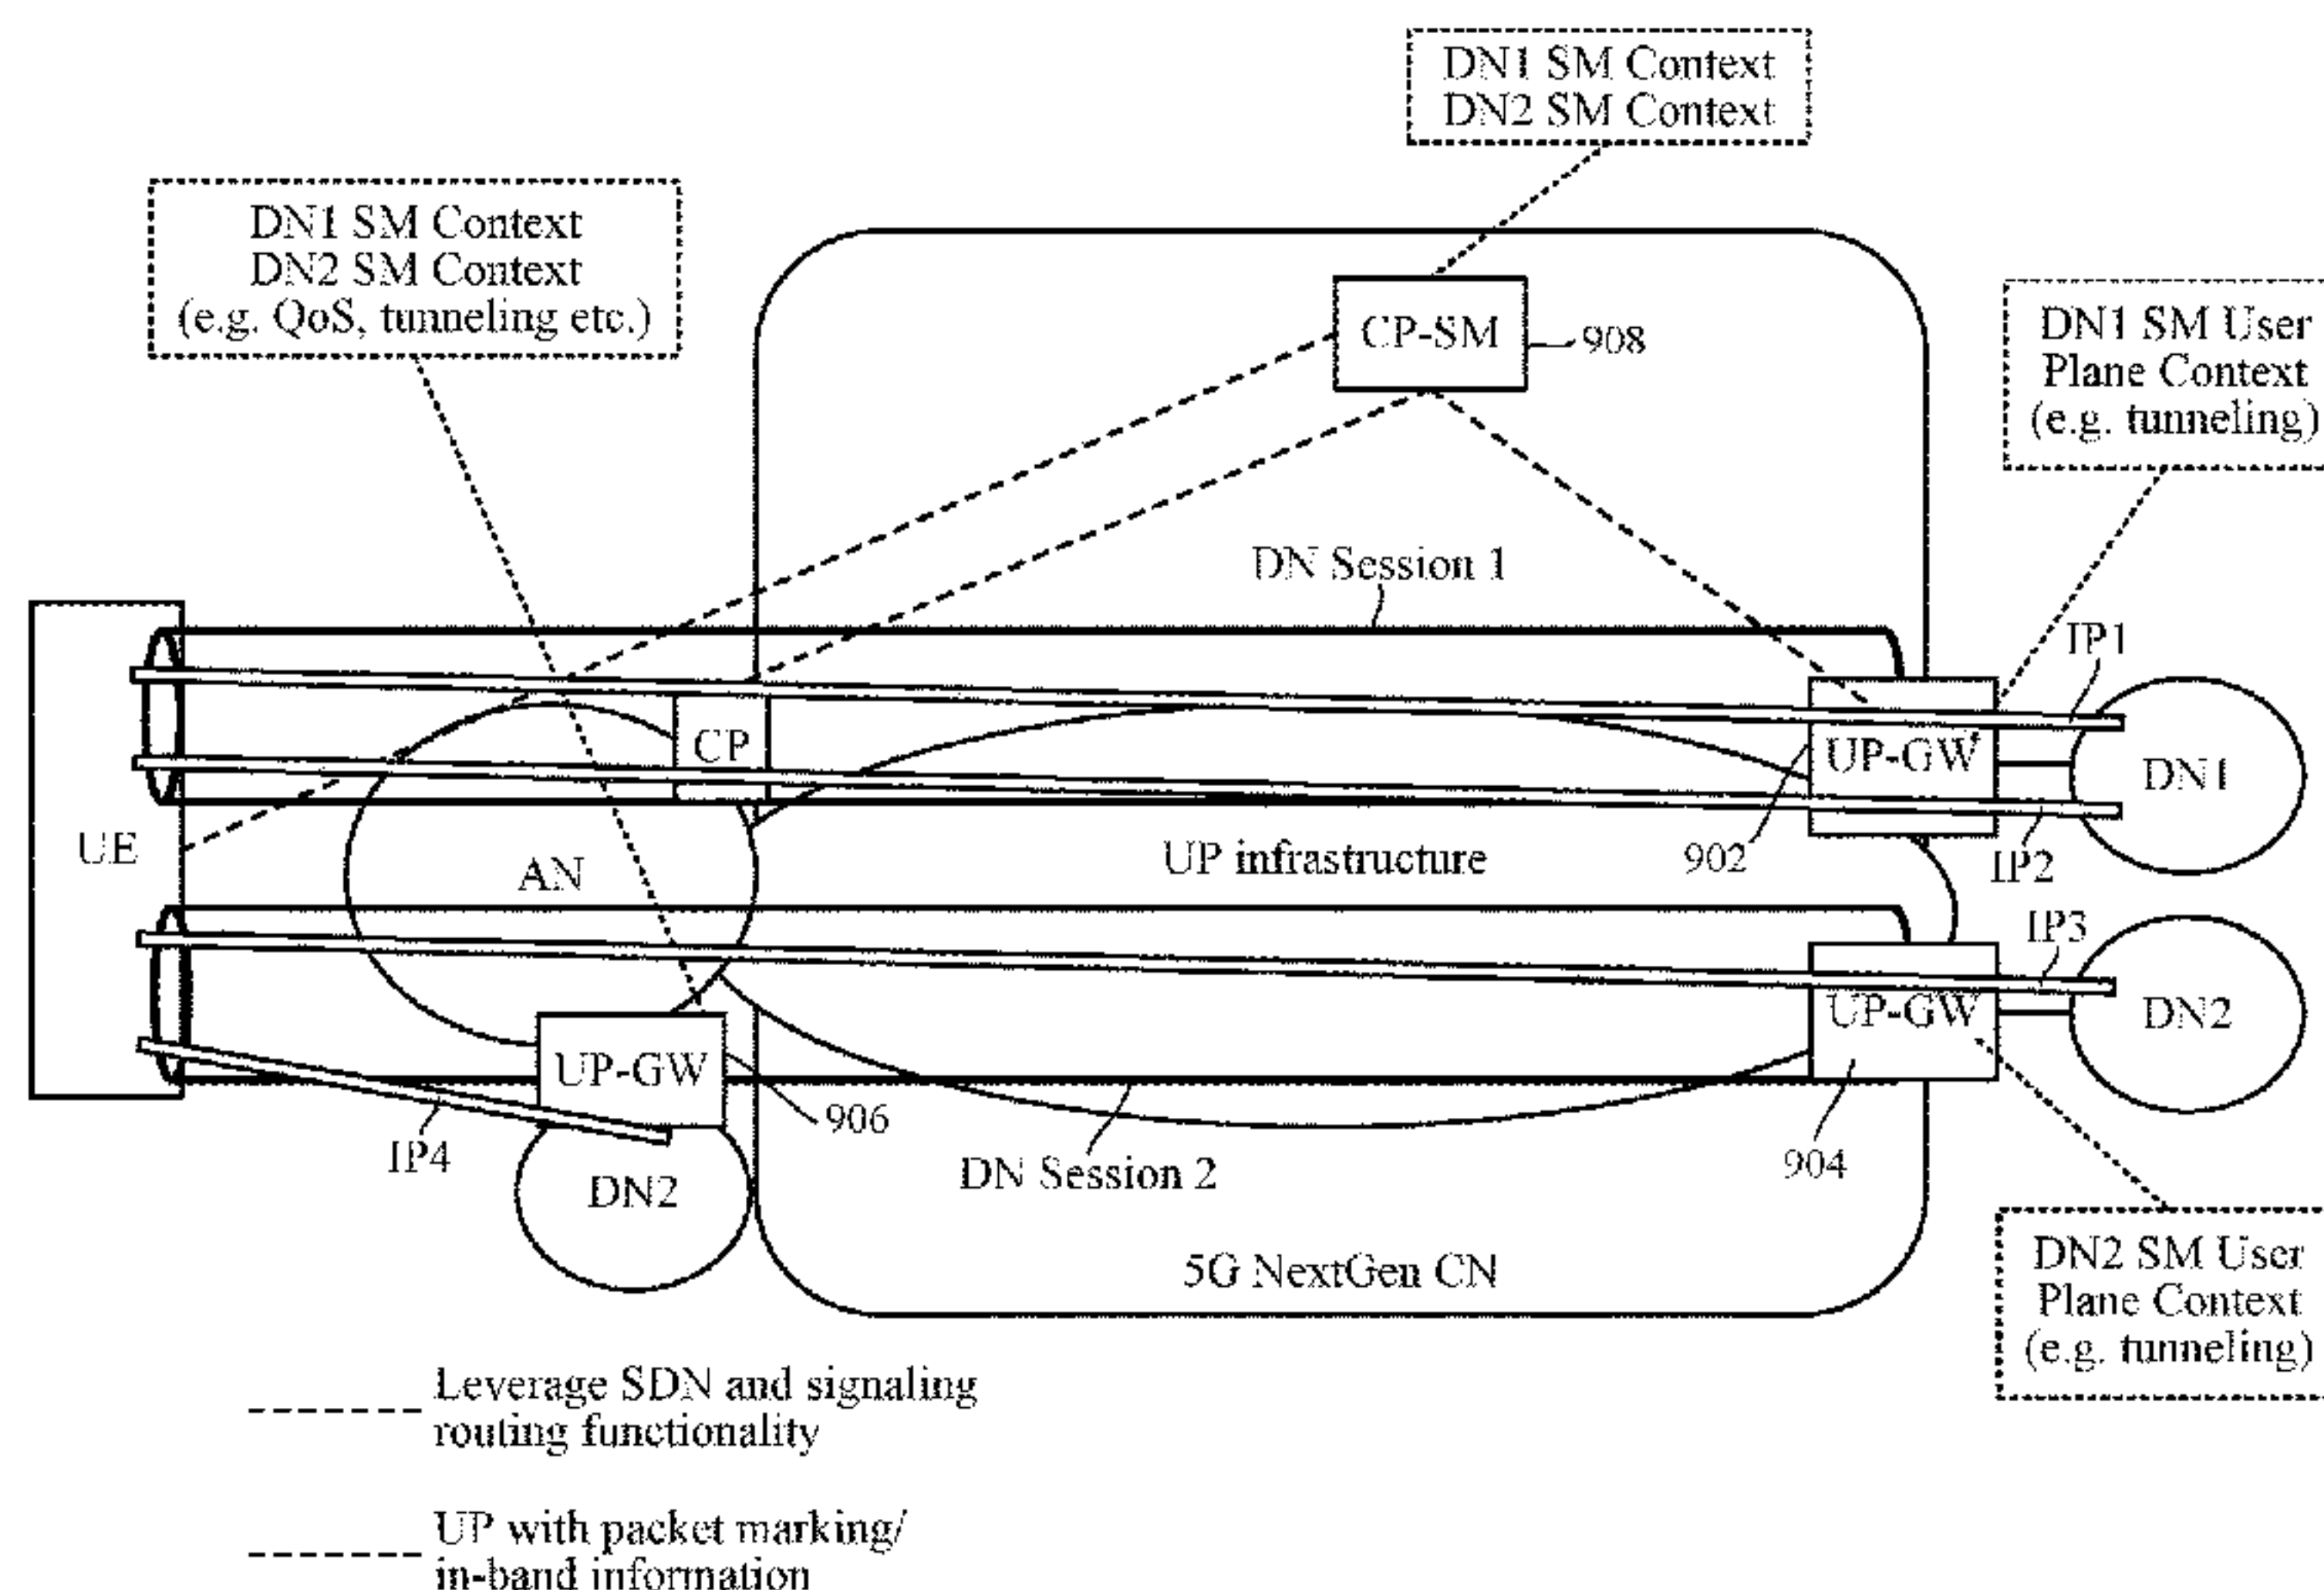 DN1 SM Context
DN2 SM Context
DN1 SM Context
DN2 SM Context
(e.g. QoS, tunneling etc.)
CP-SM
908
DN1 SM User
Plane Context
(e.g. tunneling)
DN Session 1
IP1
CP
UP-GW
DN1
UE
AN
UP infrastructure
902
IP2
IP3
UP-GW
DN2
UP-GW
906
IP4
DN2
DN Session 2
904
5G NextGen CN
DN2 SM User
Plane Context
(e.g. tunneling)
Leverage SDN and signaling
routing functionality
UP with packet marking/
in-band information